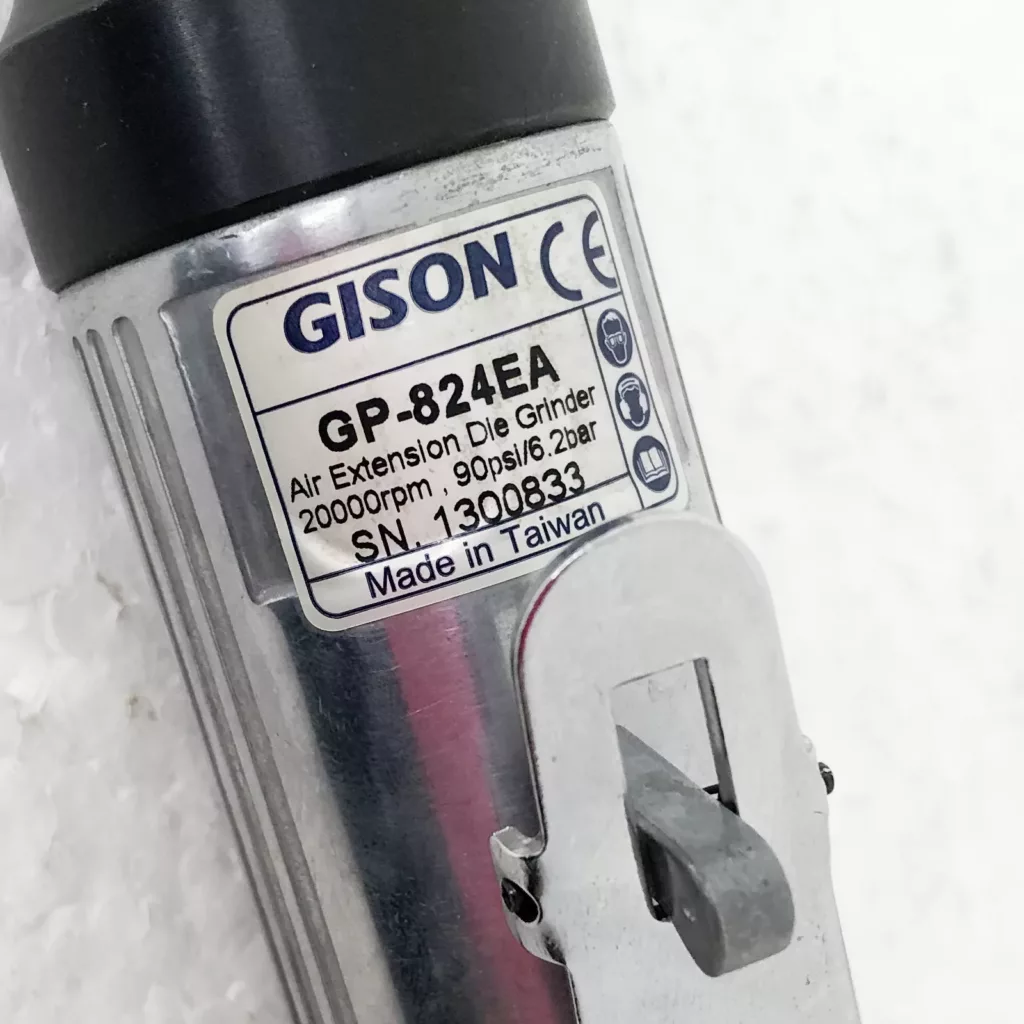 GISON CE
GP-824EA
Air Extension Die Grinder
20000rpm , 90psi/6.2bar
SN. 1300833
Made in Taiwan